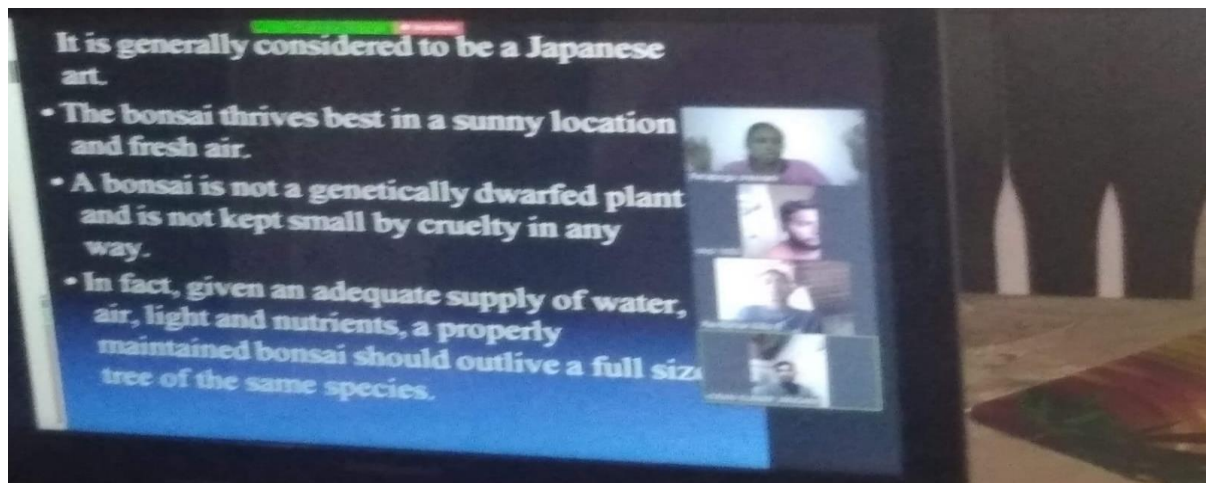 It is generally considered to be a Japanese
art.
• The bonsai thrives best in a sunny location
and fresh air.
• A bonsai is not a genetically dwarfed plant
and is not kept small by cruelty in any
way.
• In fact, given an adequate supply of water,
air, light and nutrients, a properly
maintained bonsai should outlive a full size
tree of the same species.